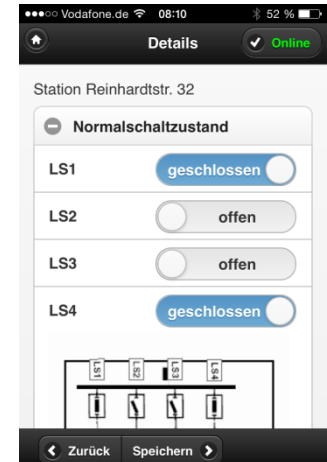 Vodafone.de 08:10 52 %
Details
Online
Station Reinhardtstr. 32
Normalschaltzustand
LS1 geschlossen
LS2 offen
LS3 offen
LS4 geschlossen
LS1 LS2 LS3 LS4
Zurück Speichern